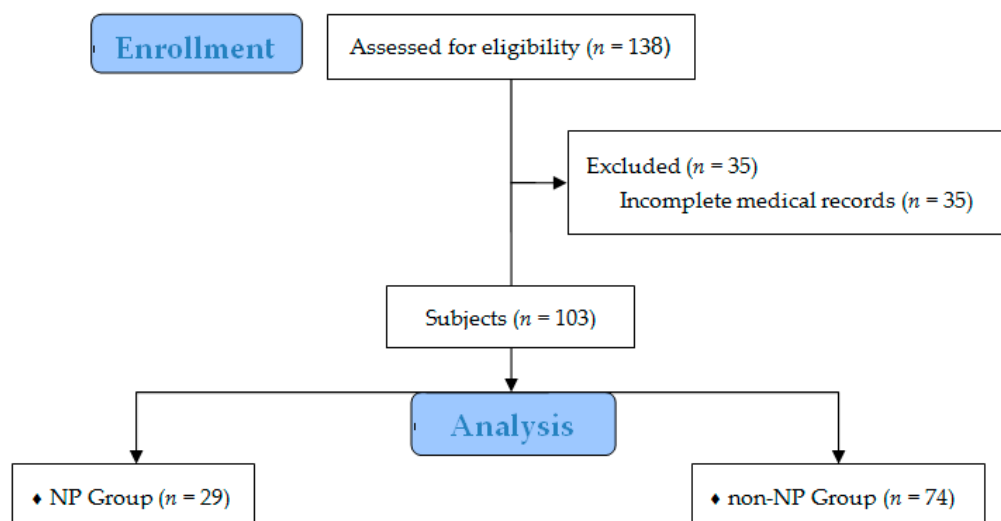 Enrollment
Assessed for eligibility (n = 138)
Excluded (n = 35)
Incomplete medical records (n = 35)
Subjects (n = 103)
Analysis
♦ NP Group (n = 29)
♦ non-NP Group (n = 74)